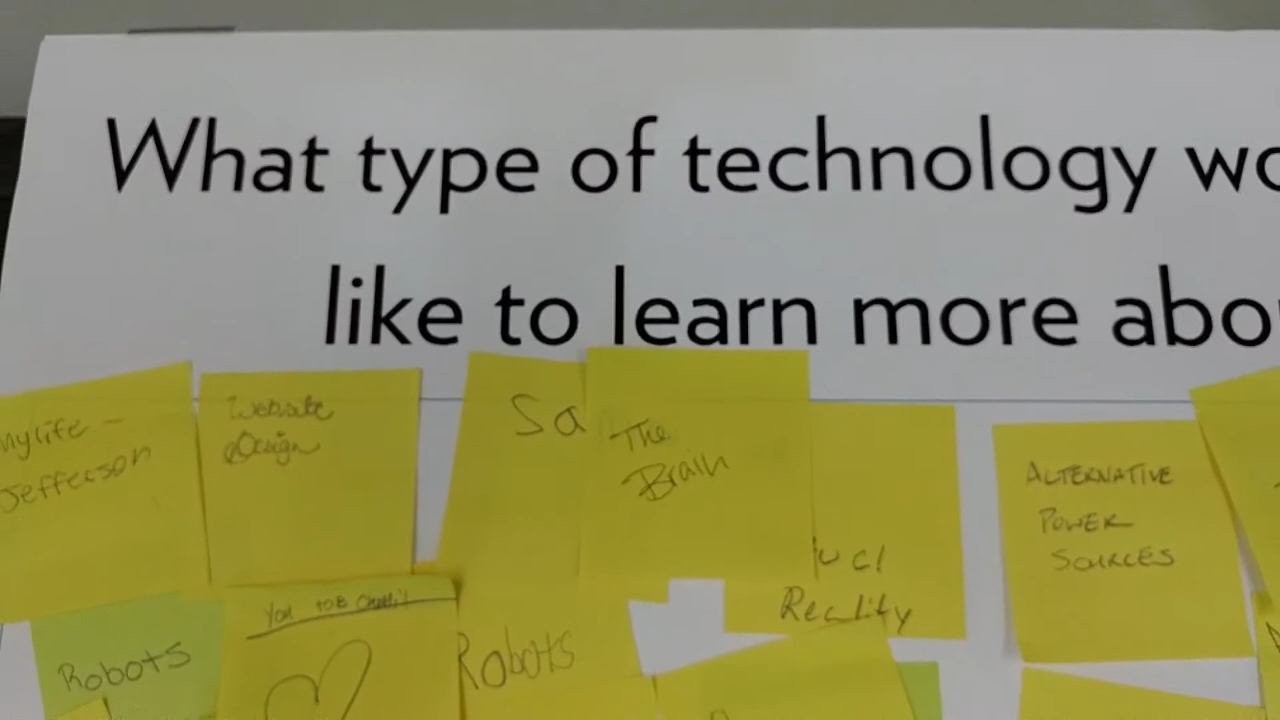 What type of technology wo
like to learn more abo
mylife -
Jefferson
Website
Design
Sa
The
Brain
Reality
ALTERNATIVE
POWER
SOURCES
Robots
You
Robots